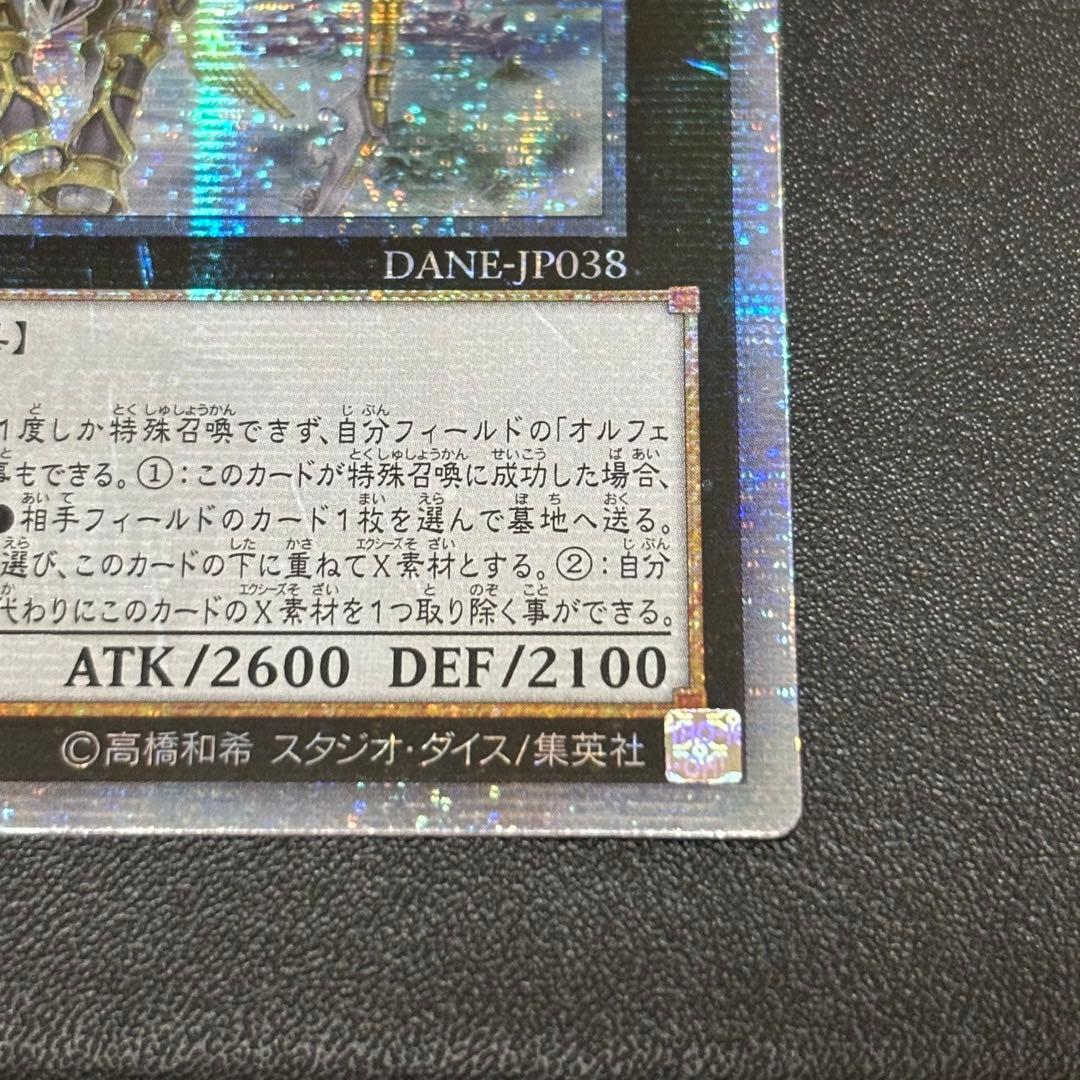 DANE-JP038
】
1度しか特殊召喚できず、自分フィールドの「オルフェ
事もできる。①:このカードが特殊召喚に成功した場合、
●相手フィールドのカード1枚を選んで墓地へ送る。
選び、このカードの下に重ねてX素材とする。②:自分
代わりにこのカードのX素材を1つ取り除く事ができる。
ATK/2600 DEF/2100
©高橋和希 スタジオ・ダイス/集英社